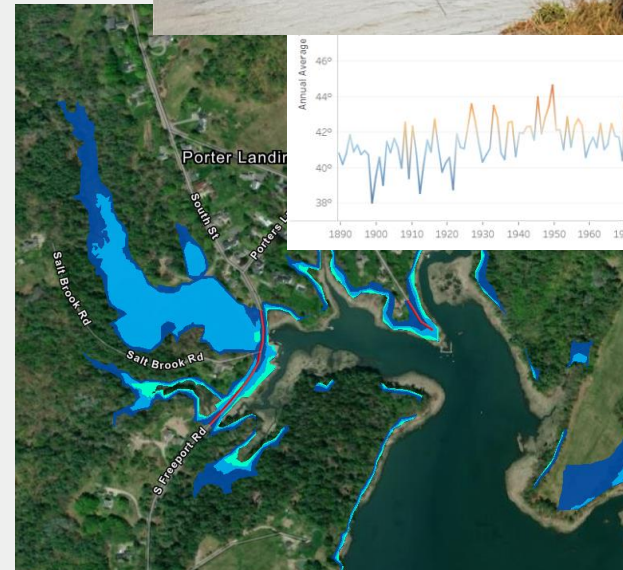 Annual Average
46°
44°
42°
40°
38°
1890 1900 1910 1920 1930 1940 1950 1960
Porter Landin
South St
Porters
Salt Brook Rd
Salt Brook Rd
S Freeport Rd